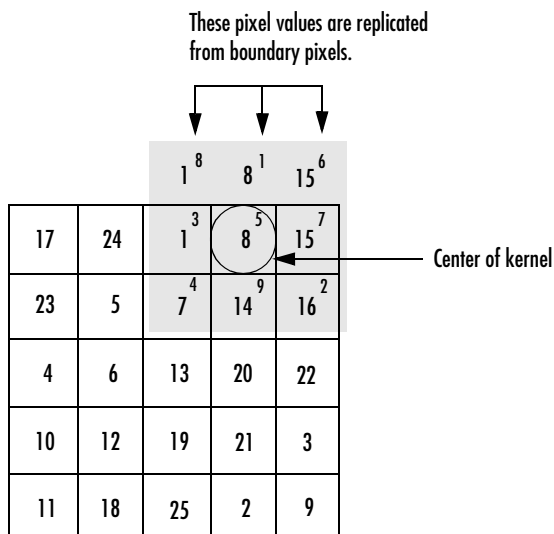 These pixel values are replicated
from boundary pixels.
1 8 8 1 15 6
17 24 1 3 8 5 15 7
Center of kernel
23 5 7 4 14 9 16 2
4 6 13 20 22
10 12 19 21 3
11 18 25 2 9